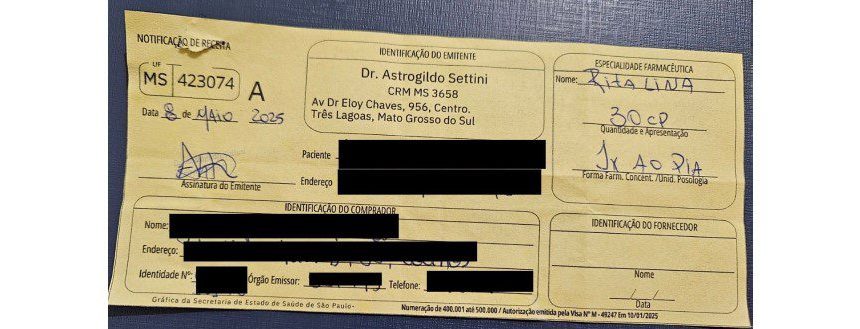 NOTIFICAÇÃO DE RECEITA
UF
MS 423074 A
Data 8 de MAIO 2025
Assinatura do Emitente
IDENTIFICAÇÃO DO EMITENTE
Dr. Astrogildo Settini
CRM MS 3658
Av Dr Eloy Chaves, 956, Centro.
Três Lagoas, Mato Grosso do Sul
Paciente
Endereço
ESPECIALIDADE FARMACÊUTICA
Nome: RITALINA
30 CP
Quantidade e Apresentação
1x AO DIA
Forma Farm. Concent. /Unid. Posologia
IDENTIFICAÇÃO DO COMPRADOR
Nome:
Endereço:
Identidade Nº: Órgão Emissor: Telefone:
IDENTIFICAÇÃO DO FORNECEDOR
Nome
/ /
Data
Gráfica da Secretaria de Estado de Saúde de São Paulo-
Numeração de 400.001 até 500.000 / Autorização emitida pela Visa Nº M - 49247 Em 10/01/2025